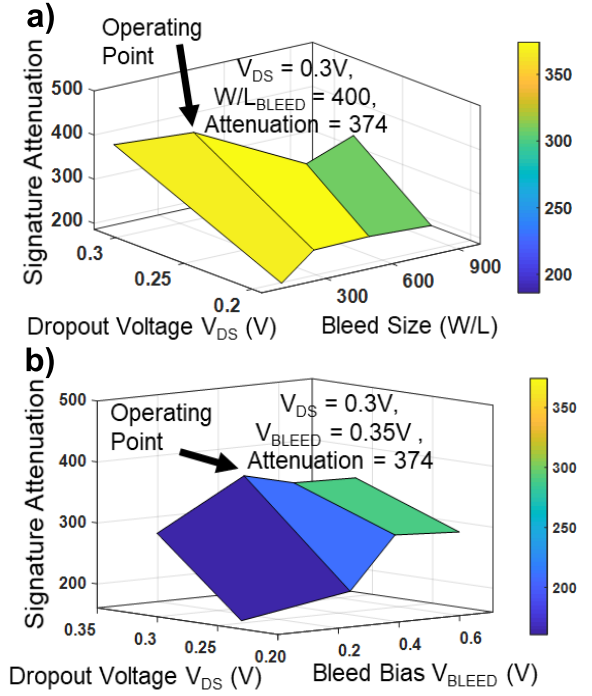 a)
Operating
Point
V_DS = 0.3V,
W/L_BLEED = 400,
Attenuation = 374
Signature Attenuation
500
400
300
200
0.3
0.25
0.2
300
600
900
Dropout Voltage V_DS (V)
Bleed Size (W/L)
350
300
250
200
b)
Operating
Point
V_DS = 0.3V,
V_BLEED = 0.35V ,
Attenuation = 374
Signature Attenuation
500
400
300
200
0.35
0.3
0.25
0.20
0.2
0.4
0.6
Dropout Voltage V_DS (V)
Bleed Bias V_BLEED (V)
350
300
250
200